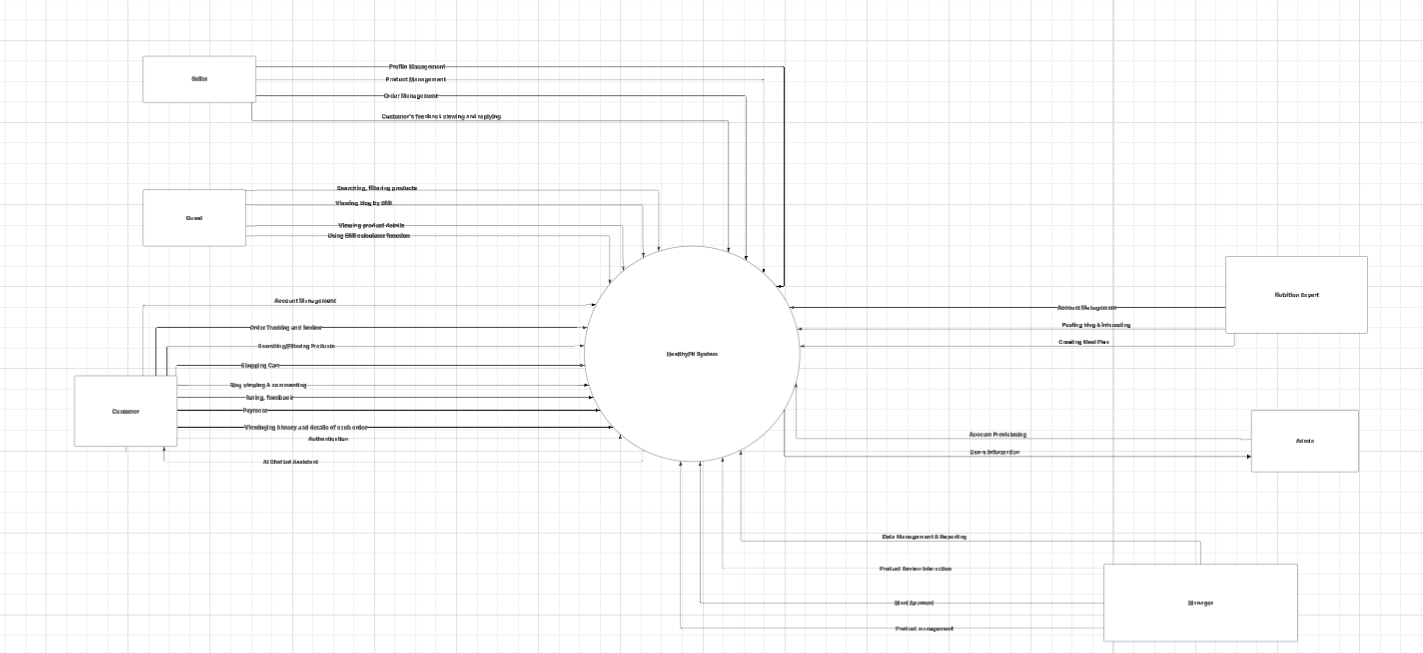 Seller
Profile Management
Product Management
Order Management
Customer's feedback viewing and replying
Guest
Searching, filtering products
Viewing blog by BMI
Viewing product details
Using BMI calculator function
HealthyFit System
Customer
Account Management
Order Tracking and Review
Searching/Filtering Products
Shopping Cart
Blog viewing & commenting
Rating, feedback
Payment
history and details of each order
Authentication
AI Chatbot Assistant
Nutrition Expert
Account Management
Posting blog & interacting
Creating Meal Plan
Admin
Account Provisioning
Users Information
Manager
Data Management & Reporting
Product Review Interaction
Product management